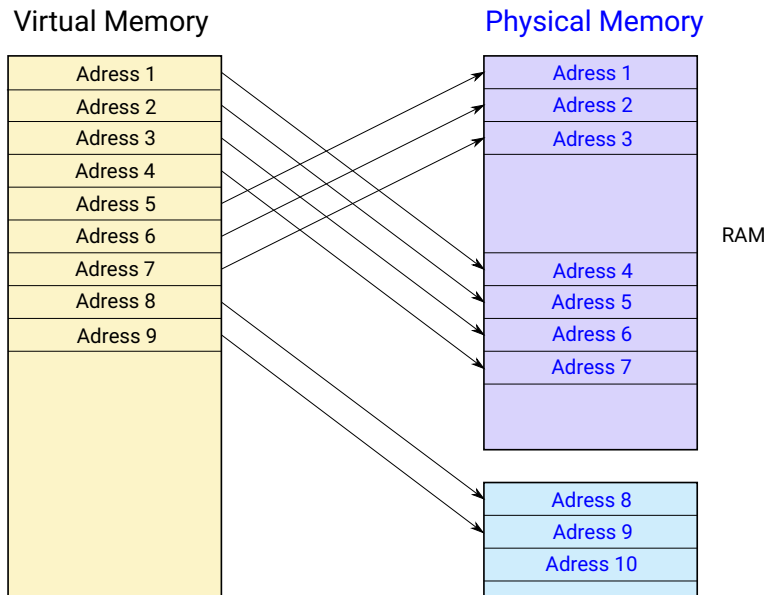 Virtual Memory
Adress 1
Adress 2
Adress 3
Adress 4
Adress 5
Adress 6
Adress 7
Adress 8
Adress 9
Physical Memory
Adress 1
Adress 2
Adress 3
Adress 4
Adress 5
Adress 6
Adress 7
RAM
Adress 8
Adress 9
Adress 10